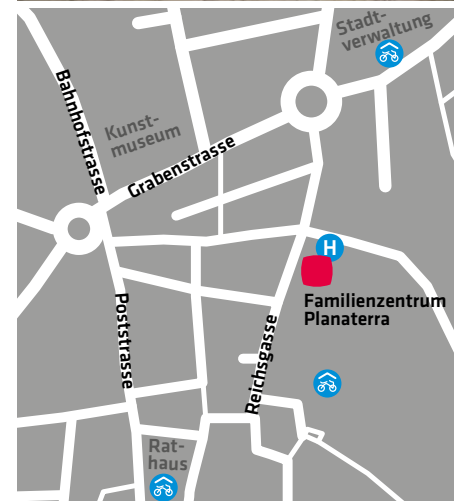 Stadt-
verwaltung
Bahnhofstrasse
Kunst-
museum
Grabenstrasse
H
Familienzentrum
Planaterra
Poststrasse
Reichsgasse
Rat-
haus